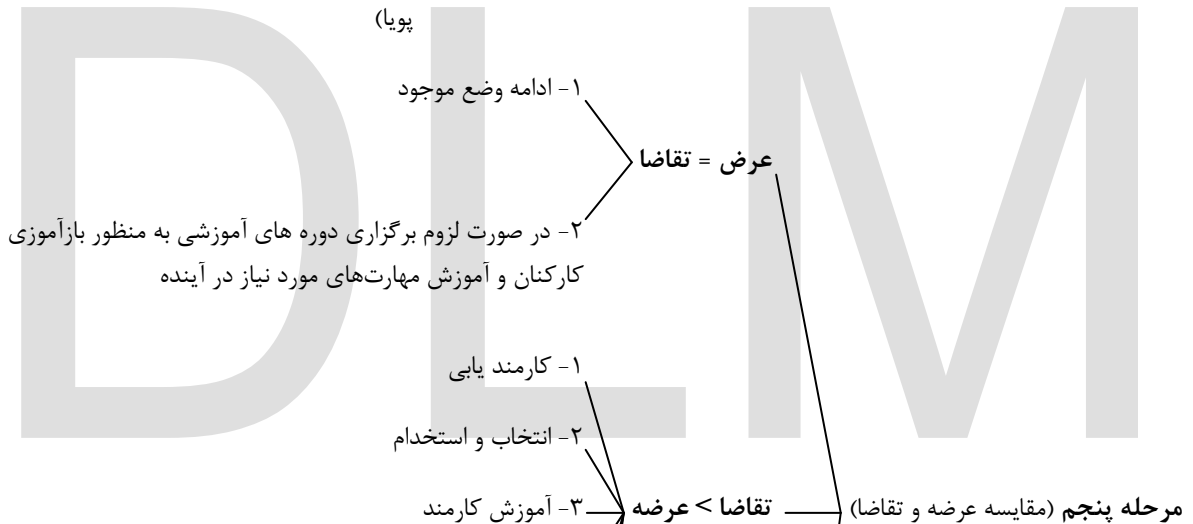 پویا)
۱- ادامه وضع موجود
عرض = تقاضا
۲- در صورت لزوم برگزاری دوره های آموزشی به منظور بازآموزی
کارکنان و آموزش مهارت‌های مورد نیاز در آینده
۱- کارمند یابی
۲- انتخاب و استخدام
مرحله پنجم (مقایسه عرضه و تقاضا) تقاضا > عرضه ۳- آموزش کارمند
DLM